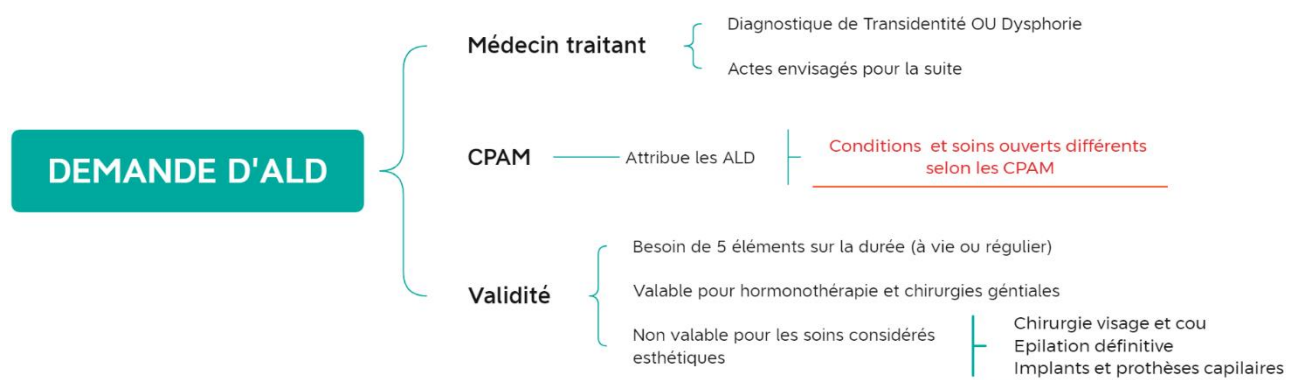 DEMANDE D'ALD
Médecin traitant
Diagnostique de Transidentité OU Dysphorie
Actes envisagés pour la suite
CPAM
Attribue les ALD
Conditions et soins ouverts différents
selon les CPAM
Validité
Besoin de 5 éléments sur la durée (à vie ou régulier)
Valable pour hormonothérapie et chirurgies géntiales
Non valable pour les soins considérés
esthétiques
Chirurgie visage et cou
Epilation définitive
Implants et prothèses capilaires